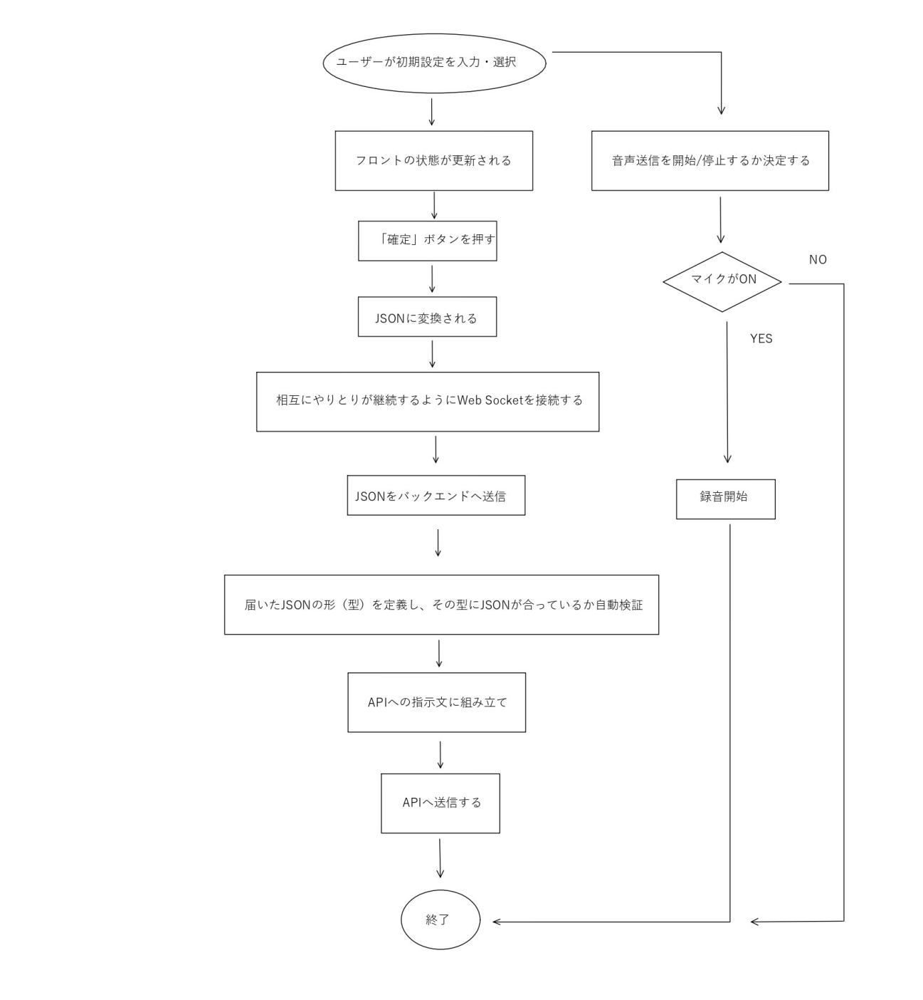 ユーザーが初期設定を入力・選択
フロントの状態が更新される
音声送信を開始/停止するか決定する
「確定」ボタンを押す
マイクがON
NO
JSONに変換される
YES
相互にやりとりが継続するようにWeb Socketを接続する
JSONをバックエンドへ送信
録音開始
届いたJSONの形（型）を定義し、その型にJSONが合っているか自動検証
APIへの指示文に組み立て
APIへ送信する
終了